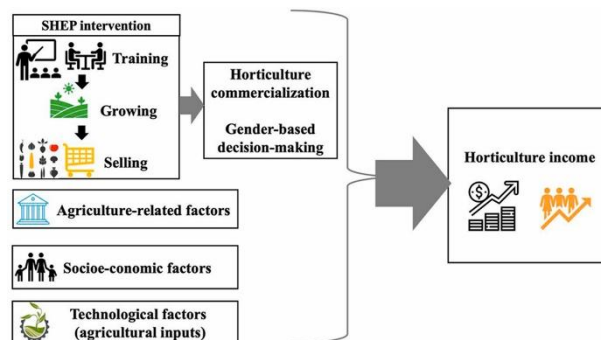 SHEP intervention
Training
Growing
Selling
Horticulture
commercialization
Gender-based
decision-making
Agriculture-related factors
Socioe-conomic factors
Technological factors
(agricultural inputs)
Horticulture income